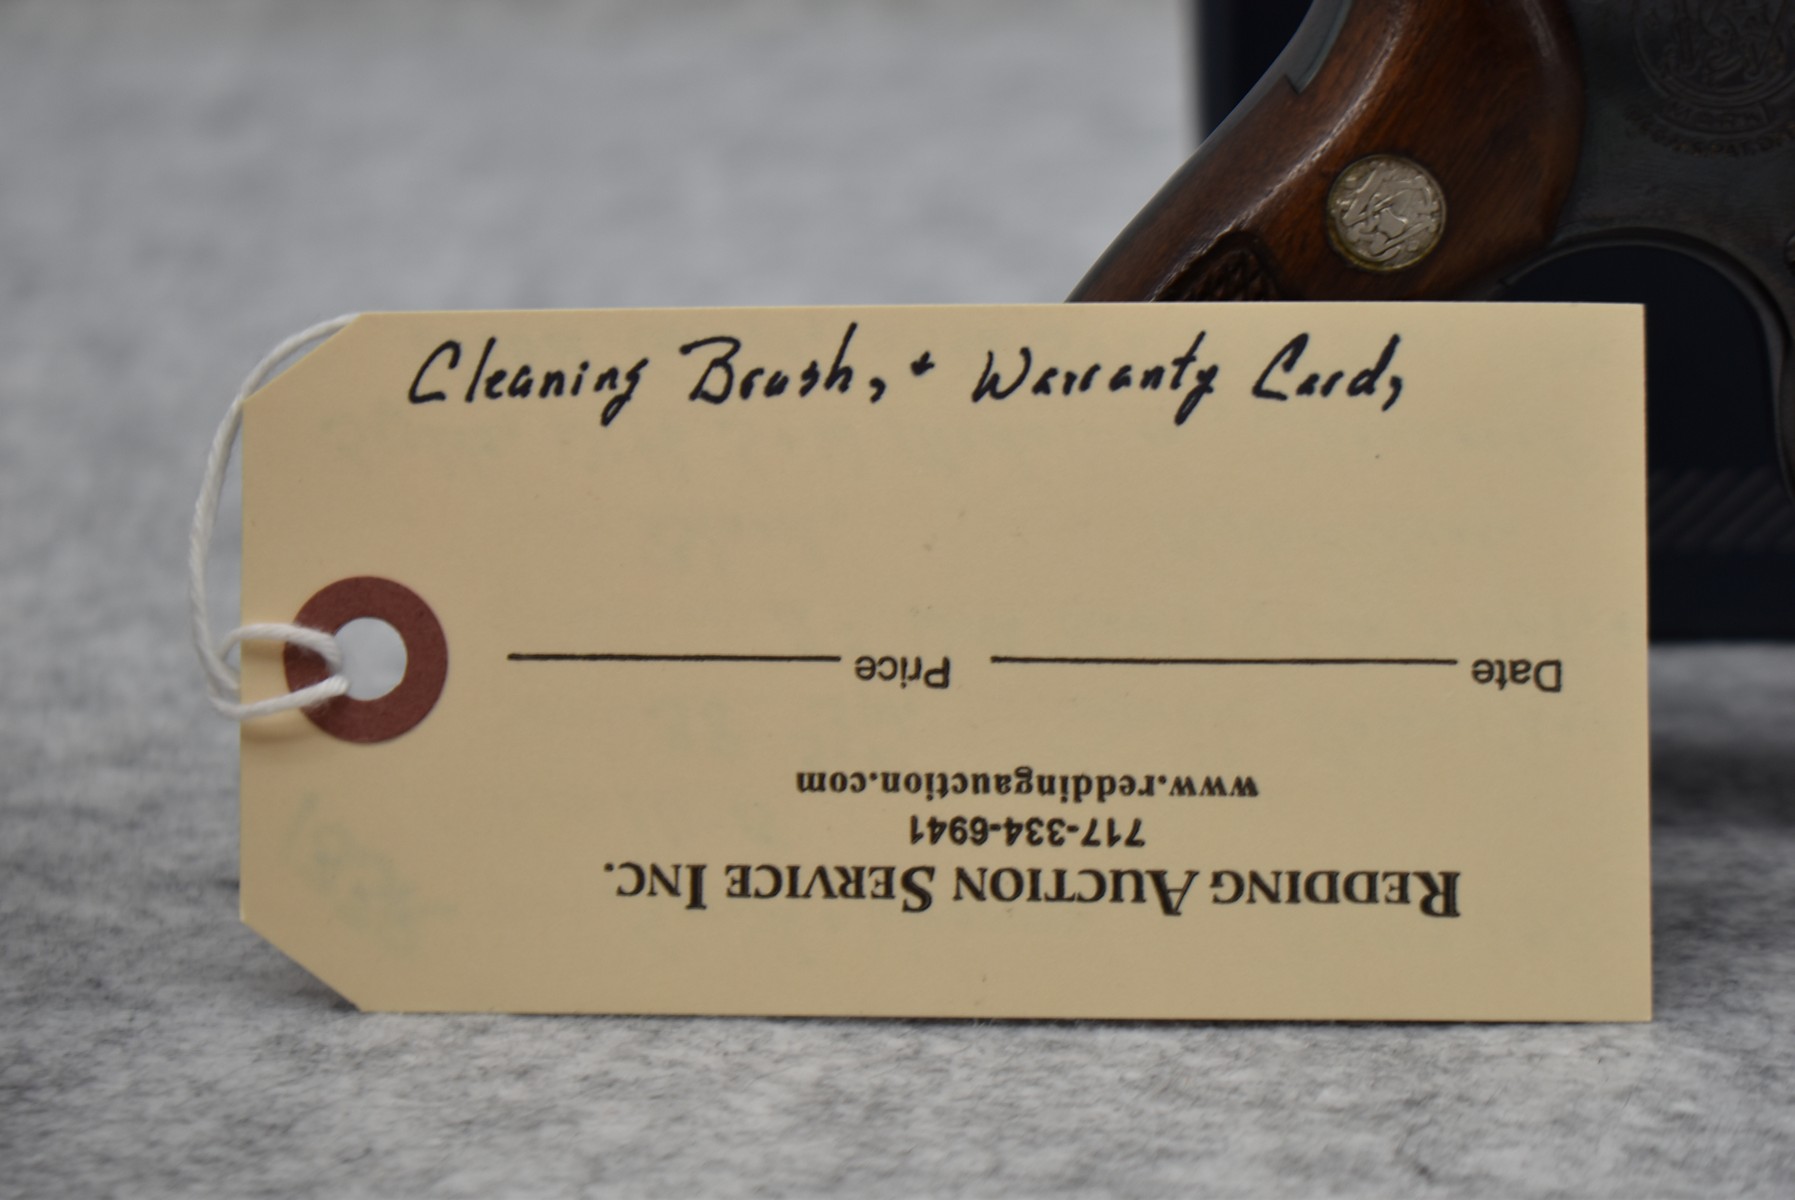 Cleaning Brush, + Warranty Card,
Date Price
www.reddingauction.com
717-334-6941
REDDING AUCTION SERVICE INC.